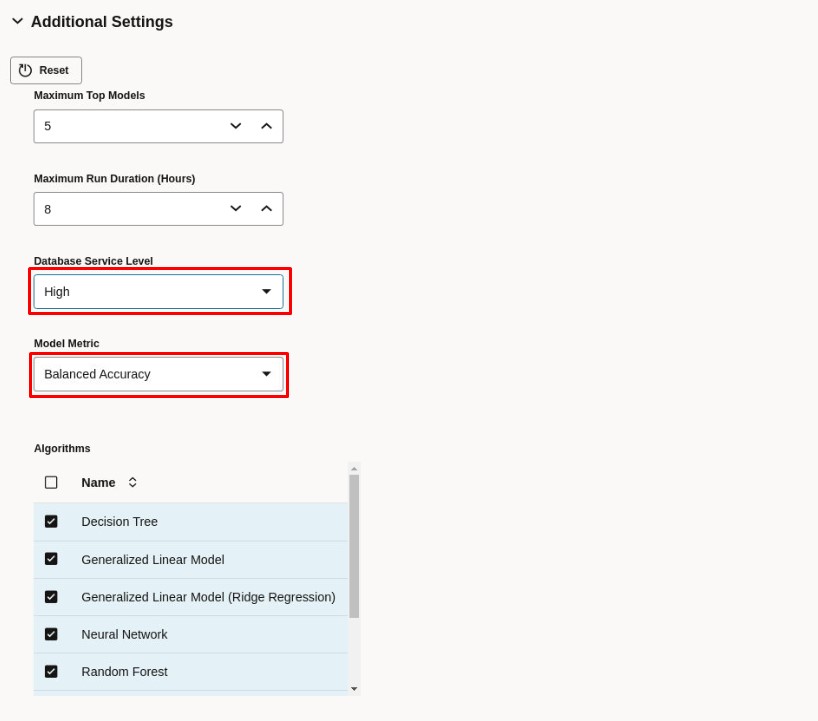 Additional Settings
Reset
Maximum Top Models
5
Maximum Run Duration (Hours)
8
Database Service Level
High
Model Metric
Balanced Accuracy
Algorithms
Name
Decision Tree
Generalized Linear Model
Generalized Linear Model (Ridge Regression)
Neural Network
Random Forest